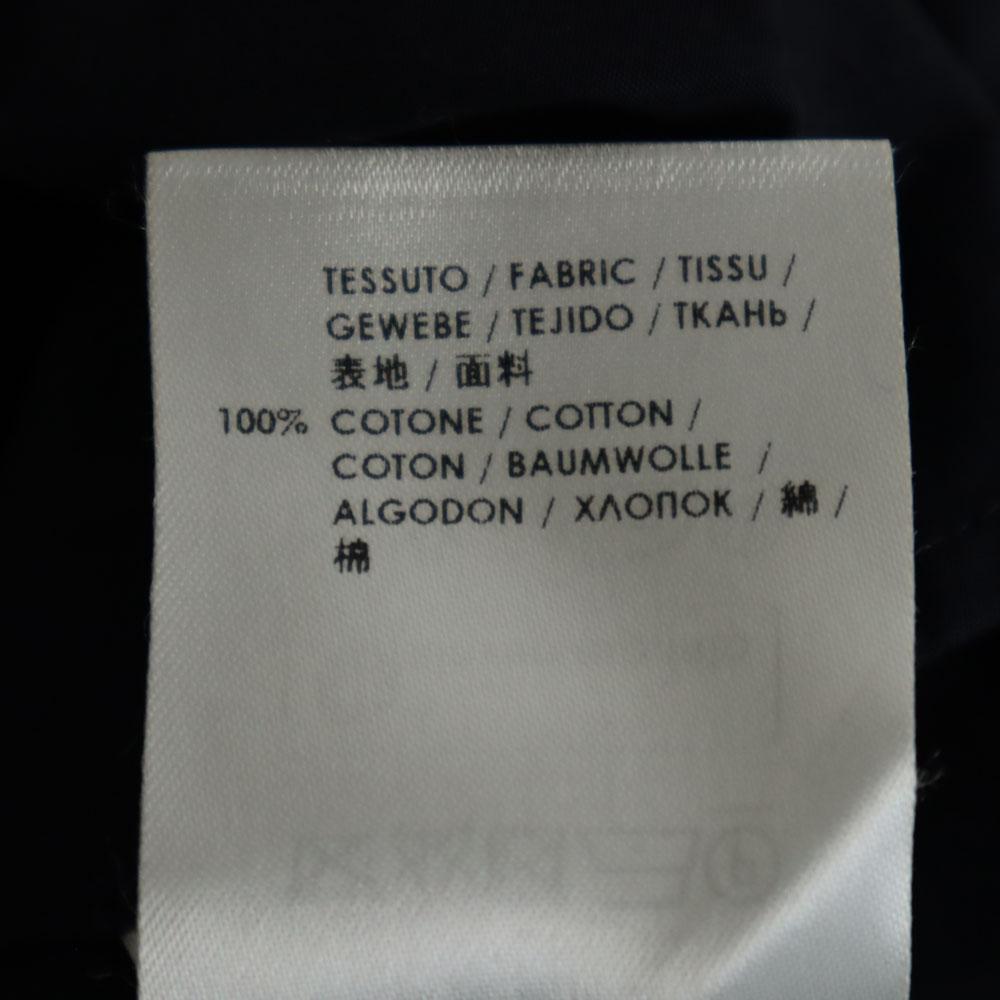 TESSUTO / FABRIC / TISSU /
GEWEBE / TEJIDO / ТКАНЬ /
表地 / 面料
100% COTONE / COTTON /
COTON / BAUMWOLLE /
ALGODON / ХЛОПОК / 綿 /
棉